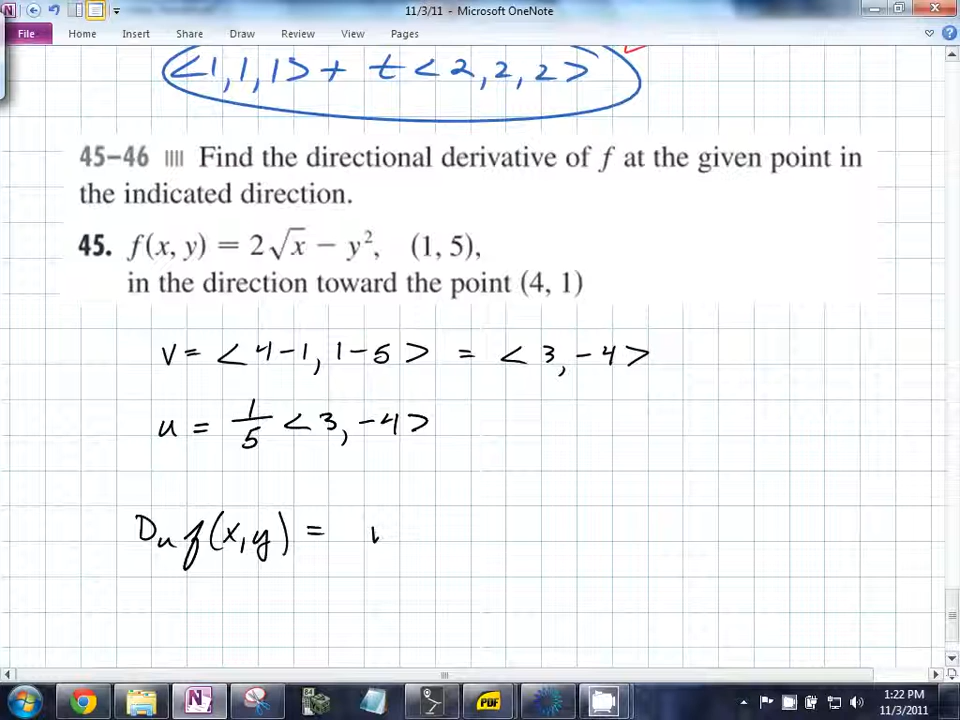 11/3/11 - Microsoft OneNote
File Home Insert Share Draw Review View Pages
<1,1,1> + t<2,2,2>
45–46 Find the directional derivative of f at the given point in
the indicated direction.
45. f(x, y) = 2√x − y², (1, 5),
in the direction toward the point (4, 1)
v = <4-1, 1-5> = <3, -4>
u = 1/5 <3, -4>
Du f(x,y) =
PDF
1:22 PM
11/3/2011